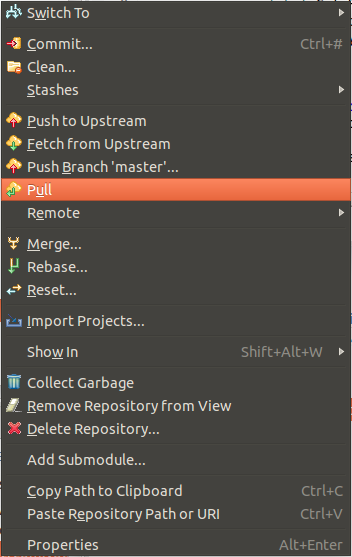 Switch To
Commit... Ctrl+#
Clean...
Stashes
Push to Upstream
Fetch from Upstream
Push Branch 'master'...
Pull
Remote
Merge...
Rebase...
Reset...
Import Projects...
Show In Shift+Alt+W
Collect Garbage
Remove Repository from View
Delete Repository...
Add Submodule...
Copy Path to Clipboard Ctrl+C
Paste Repository Path or URI Ctrl+V
Properties Alt+Enter